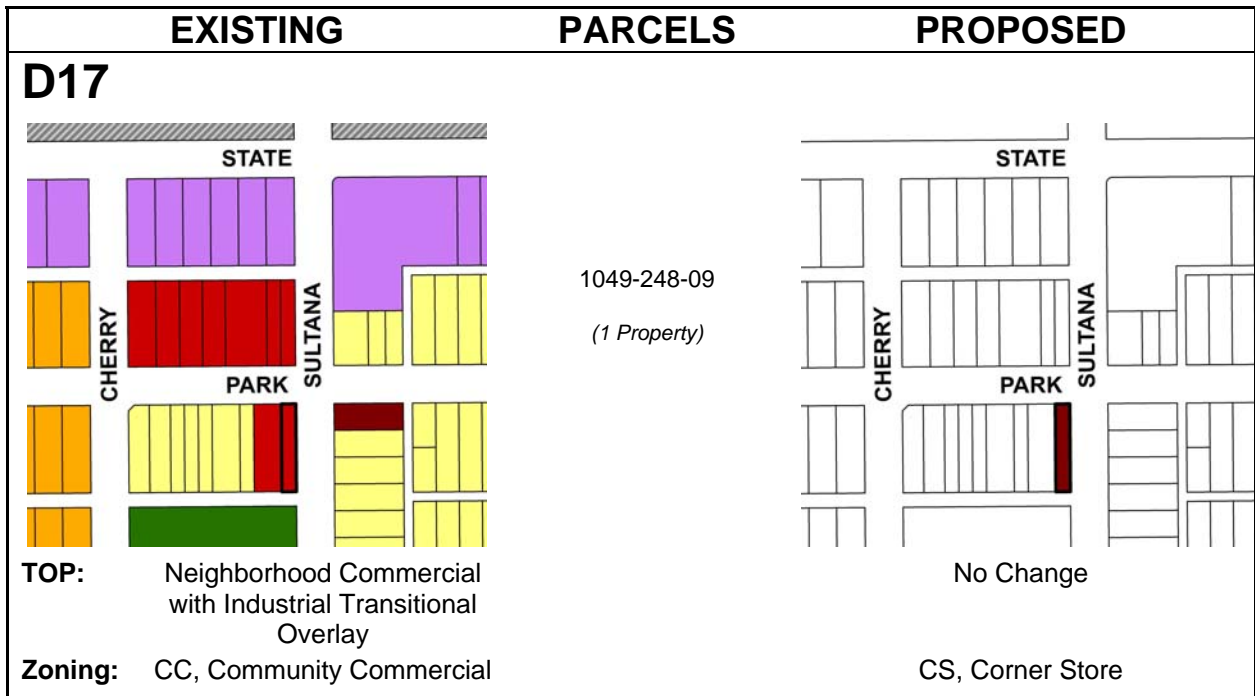 EXISTING PARCELS PROPOSED
D17
STATE
CHERRY
SULTANA
PARK
1049-248-09
(1 Property)
STATE
CHERRY
SULTANA
PARK
TOP: Neighborhood Commercial No Change
with Industrial Transitional
Overlay
Zoning: CC, Community Commercial CS, Corner Store